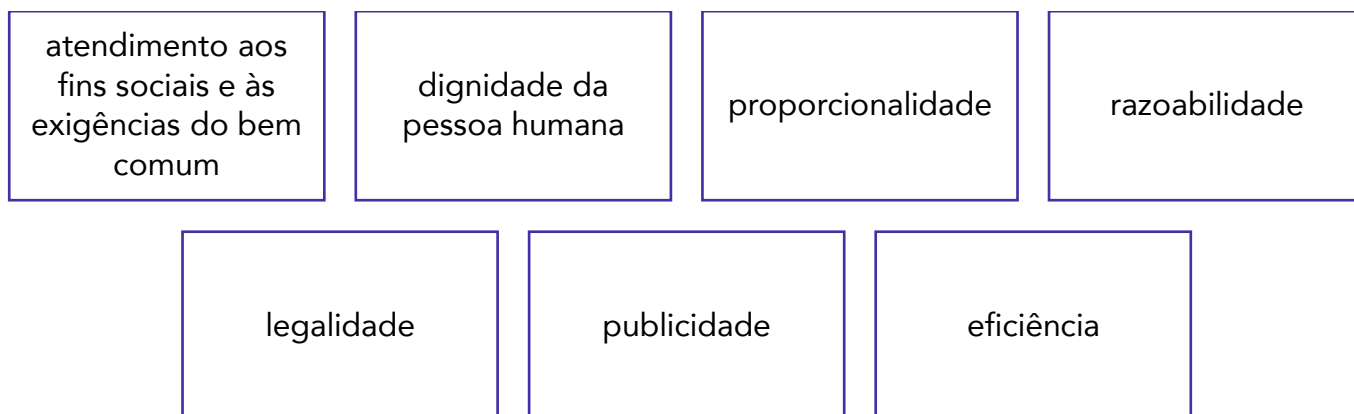 atendimento aos
fins sociais e às
exigências do bem
comum
dignidade da
pessoa humana
proporcionalidade
razoabilidade
legalidade
publicidade
eficiência